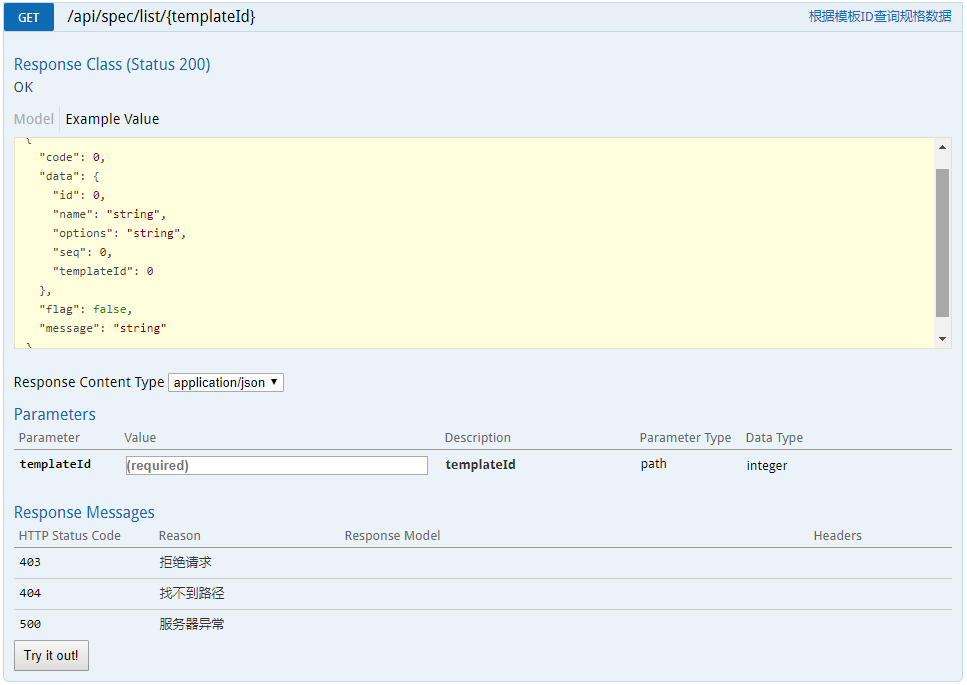 GET /api/spec/list/{templateId} 根据模板ID查询规格数据
Response Class (Status 200)
OK
Model Example Value
{
"code": 0,
"data": {
"id": 0,
"name": "string",
"options": "string",
"seq": 0,
"templateId": 0
},
"flag": false,
"message": "string"
}
Response Content Type application/json
Parameters
Parameter Value Description Parameter Type Data Type
templateId (required) templateId path integer
Response Messages
HTTP Status Code Reason Response Model Headers
403 拒绝请求
404 找不到路径
500 服务器异常
Try it out!